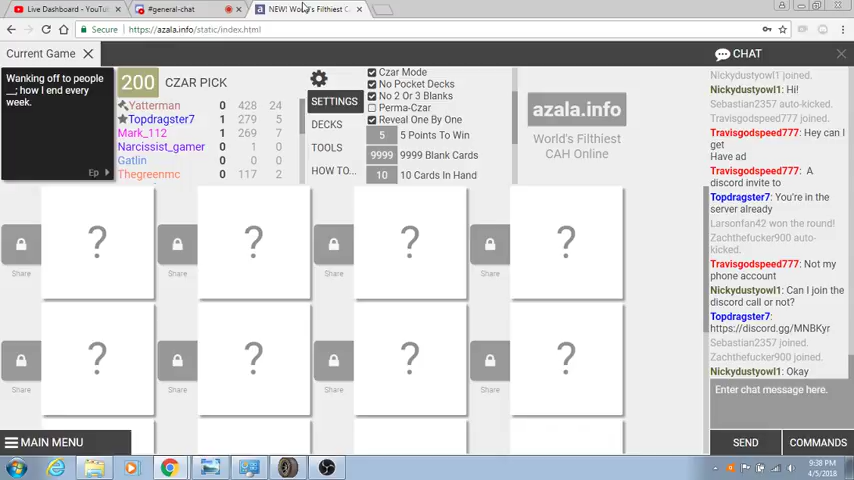 Live Dashboard - YouTu
#general-chat
NEW! World's Filthiest C
Secure
https://azala.info/static/index.html
Current Game
Wanking off to people
__; how I end every
week.
Ep
200 CZAR PICK
Yatterman 0 428 24
Topdragster7 1 279 5
Mark_112 1 269 7
Narcissist_gamer 0 1 0
Gatlin 0 0 0
Thegreenmc 0 117 2
SETTINGS
DECKS
TOOLS
HOW TO...
Czar Mode
No Pocket Decks
No 2 Or 3 Blanks
Perma-Czar
Reveal One By One
5 5 Points To Win
9999 9999 Blank Cards
10 10 Cards In Hand
azala.info
World's Filthiest
CAH Online
? ? ? ?
Share Share Share Share
? ? ? ?
Share Share Share Share
MAIN MENU
CHAT
Nickydustyowl1 joined.
Nickydustyowl1: Hi!
Sebastian2357 auto-kicked.
Travisgodspeed777 joined.
Travisgodspeed777: Hey can I
get
Have ad
Travisgodspeed777: A
discord invite to
Topdragster7: You're in the
server already
Larsonfan42 won the round!
Zachthefucker900 auto-
kicked.
Travisgodspeed777: Not my
phone account
Nickydustyowl1: Can I join the
discord call or not?
Topdragster7:
https://discord.gg/MNBKyr
Sebastian2357 joined.
Zachthefucker900 joined.
Nickydustyowl1: Okay
Enter chat message here.
SEND
COMMANDS
9:38 PM
4/5/2018